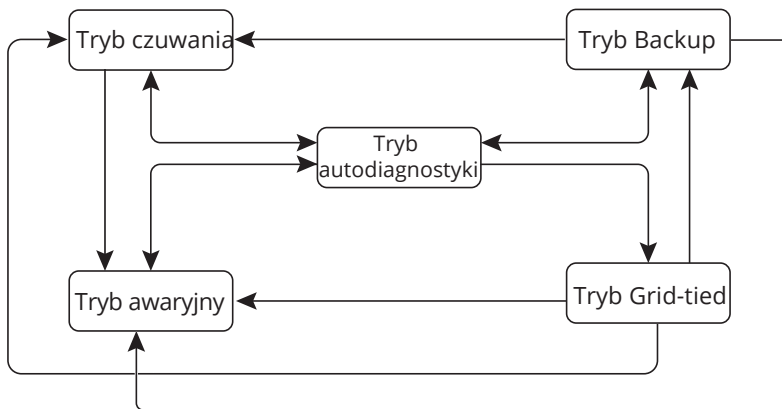 Tryb czuwania
Tryb Backup
Tryb
autodiagnostyki
Tryb awaryjny
Tryb Grid-tied